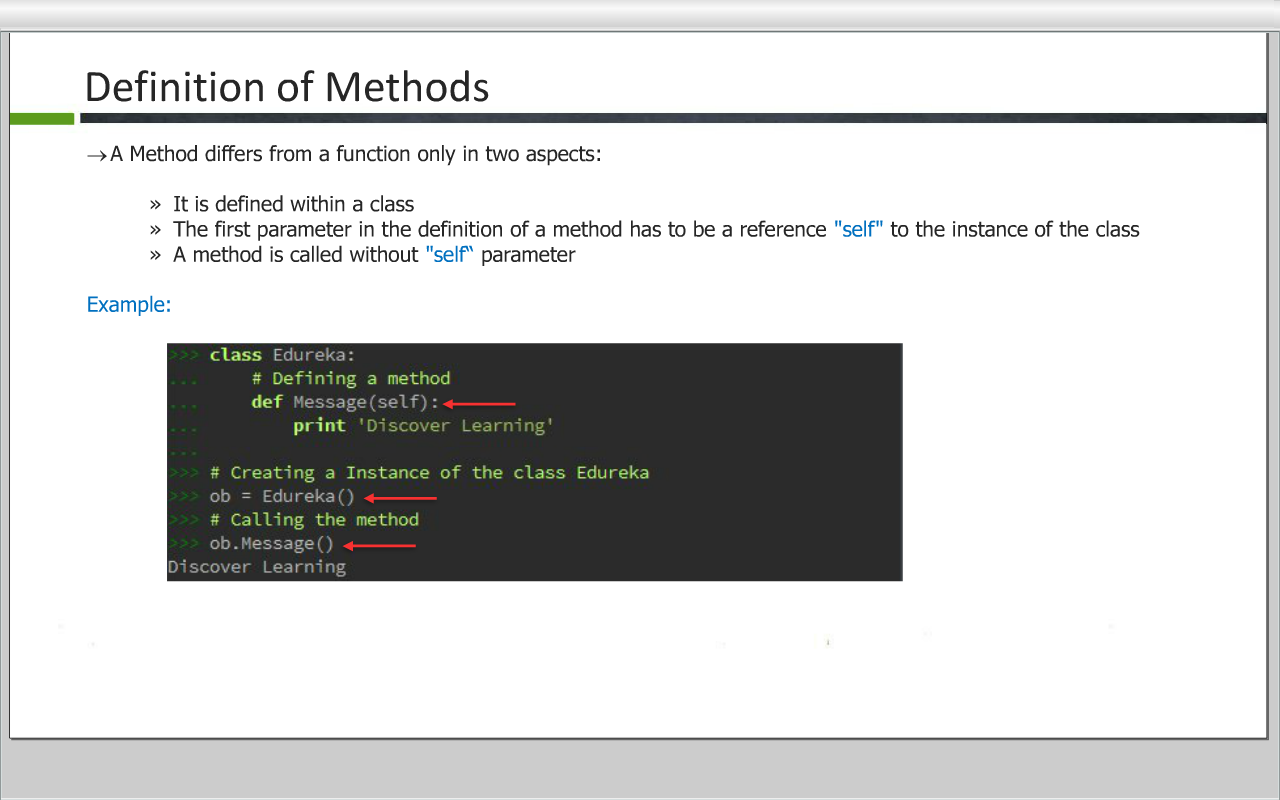 Definition of Methods
→A Method differs from a function only in two aspects:
» It is defined within a class
» The first parameter in the definition of a method has to be a reference "self" to the instance of the class
» A method is called without "self‟ parameter
Example:
>>> class Edureka:
...     # Defining a method
...     def Message(self):
...         print 'Discover Learning'
...
>>> # Creating a Instance of the class Edureka
>>> ob = Edureka()
>>> # Calling the method
>>> ob.Message()
Discover Learning